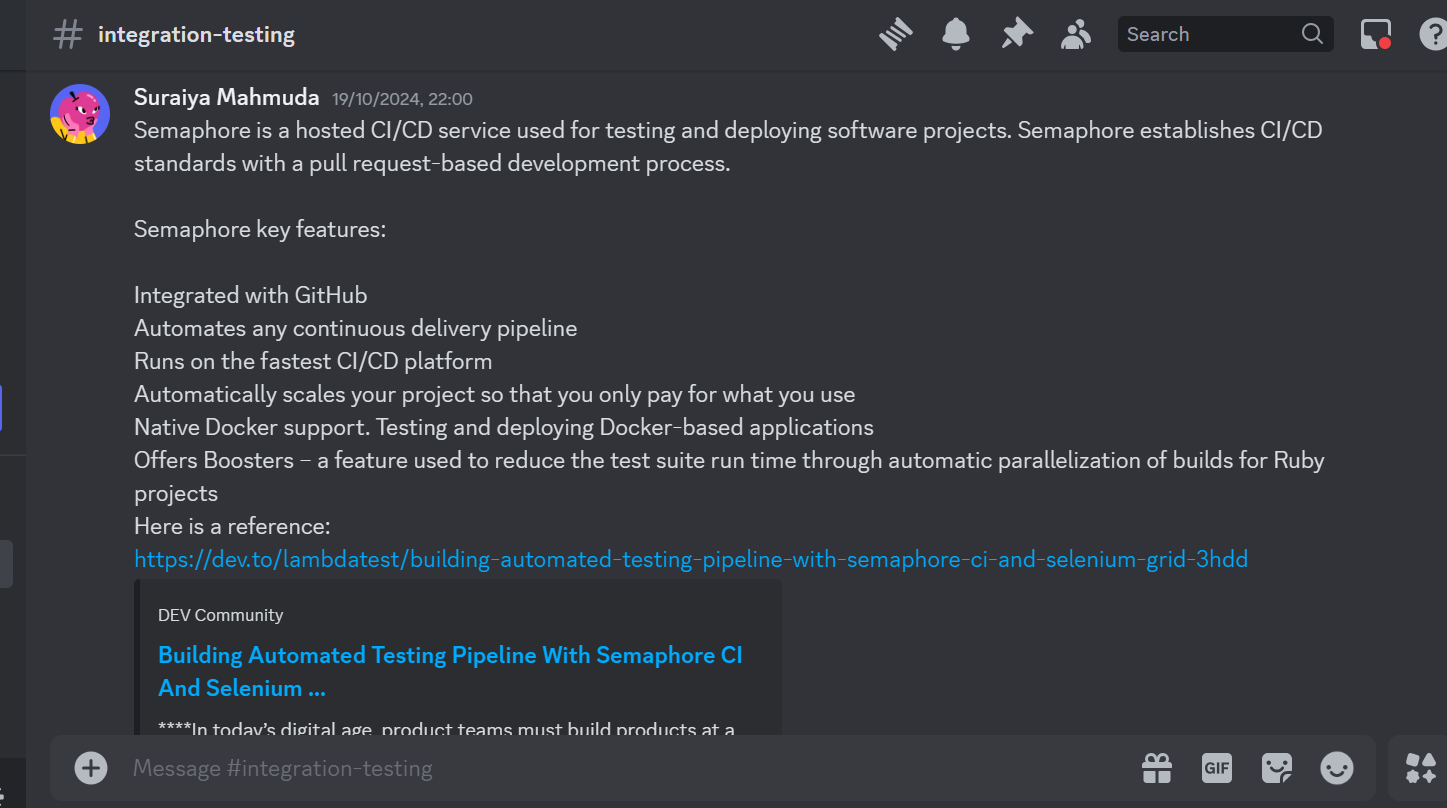 integration-testing
Search
Suraiya Mahmuda 19/10/2024, 22:00
Semaphore is a hosted CI/CD service used for testing and deploying software projects. Semaphore establishes CI/CD
standards with a pull request-based development process.
Semaphore key features:
Integrated with GitHub
Automates any continuous delivery pipeline
Runs on the fastest CI/CD platform
Automatically scales your project so that you only pay for what you use
Native Docker support. Testing and deploying Docker-based applications
Offers Boosters – a feature used to reduce the test suite run time through automatic parallelization of builds for Ruby
projects
Here is a reference:
https://dev.to/lambdatest/building-automated-testing-pipeline-with-semaphore-ci-and-selenium-grid-3hdd
DEV Community
Building Automated Testing Pipeline With Semaphore CI
And Selenium ...
****In today's digital age, product teams must build products at a
Message #integration-testing
GIF